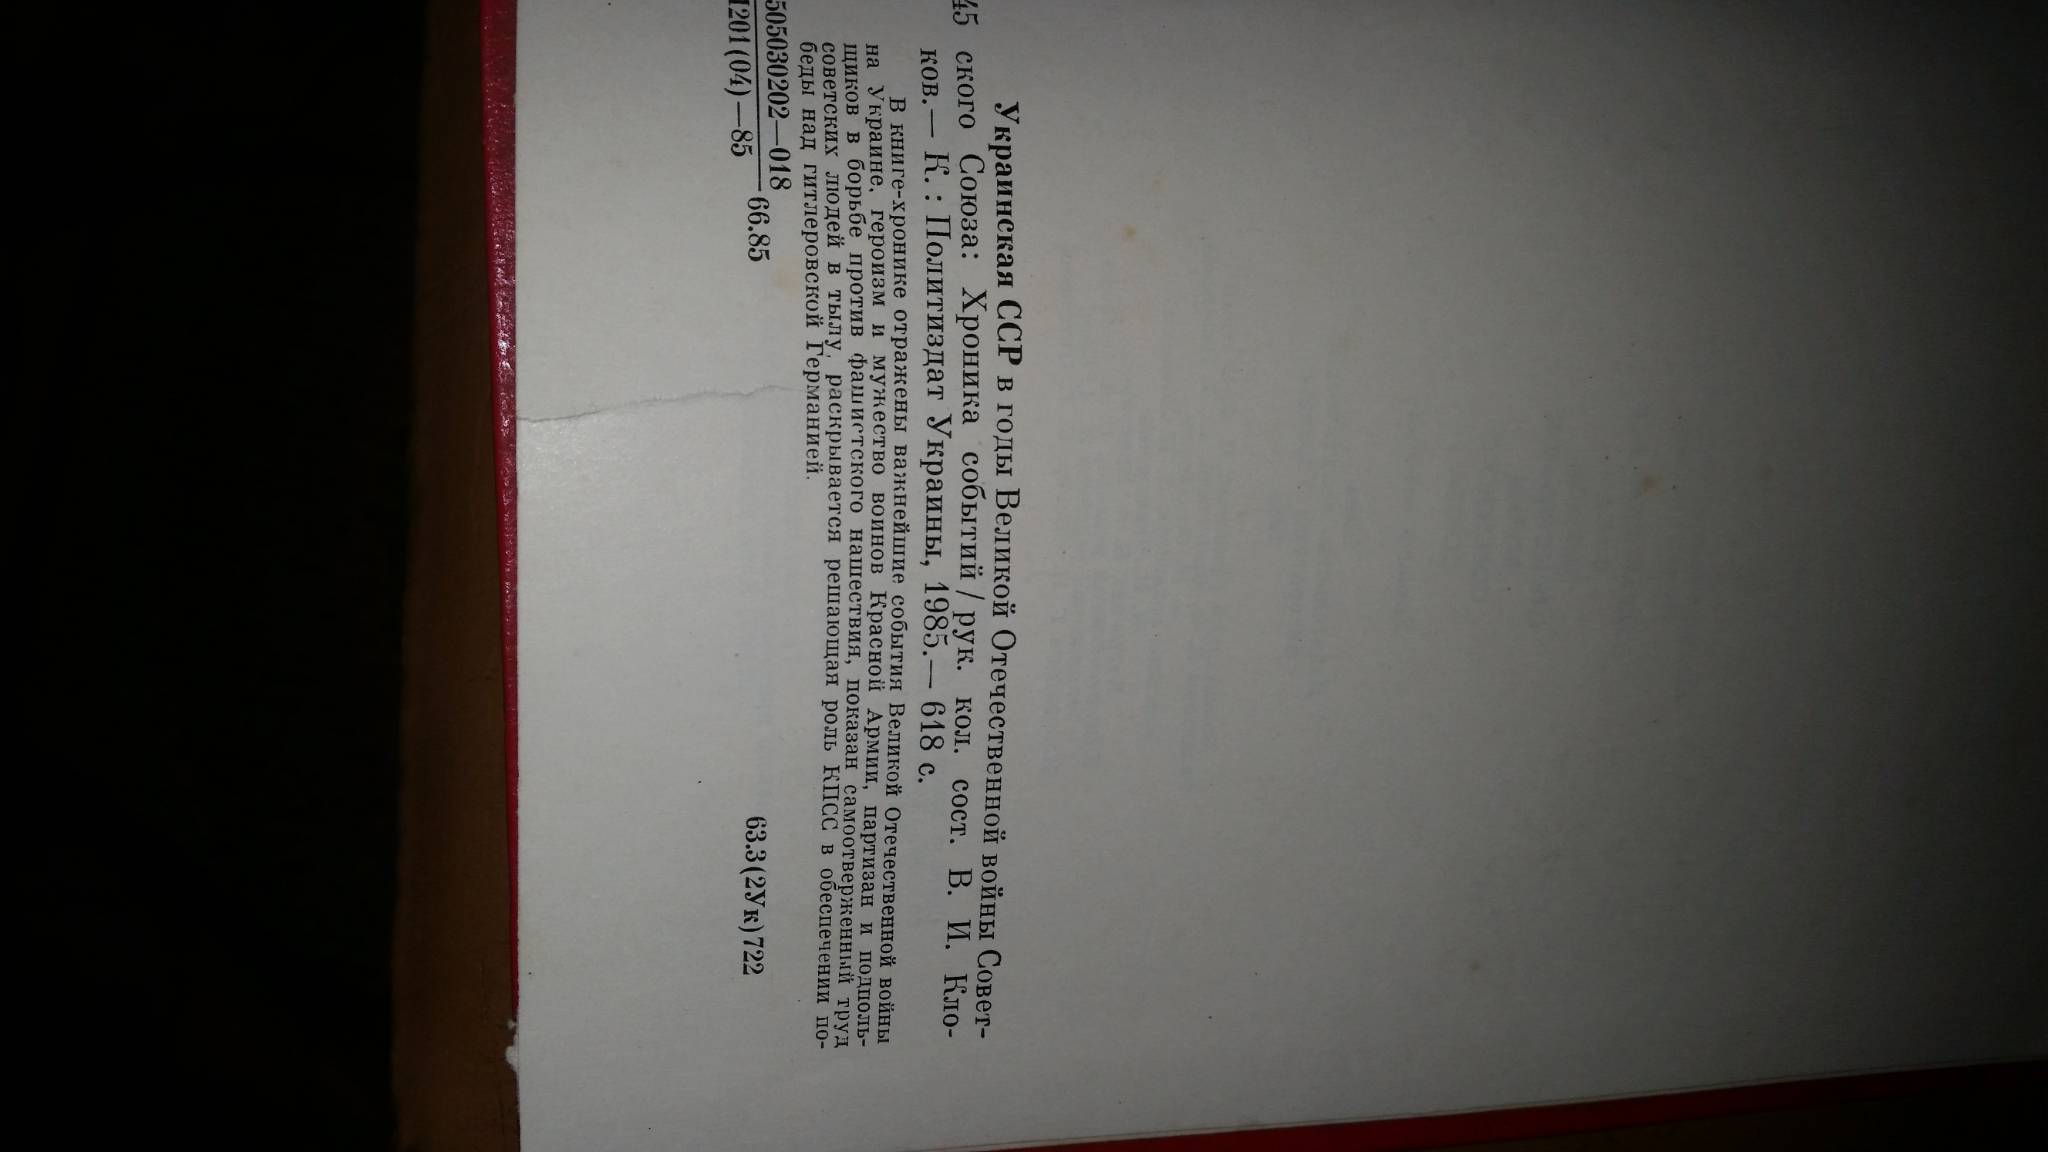 Украинская ССР в годы Великой Отечественной войны Совет-
45 ского Союза: Хроника событий / рук. кол. сост. В. И. Кло-
ков.— К.: Политиздат Украины, 1985.— 618 с.
В книге-хронике отражены важнейшие события Великой Отечественной войны
на Украине, героизм и мужество воинов Красной Армии, партизан и подполь-
щиков в борьбе против фашистского нашествия, показан самоотверженный труд
советских людей в тылу, раскрывается решающая роль КПСС в обеспечении по-
беды над гитлеровской Германией.
505030202—018
1201(04)—85
66.85
63.3(2Ук)722